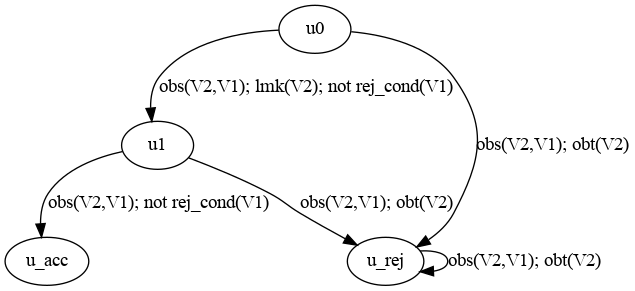 u0
obs(V2,V1); lmk(V2); not rej_cond(V1)
obs(V2,V1); obt(V2)
u1
obs(V2,V1); not rej_cond(V1)
obs(V2,V1); obt(V2)
u_acc
u_rej
obs(V2,V1); obt(V2)